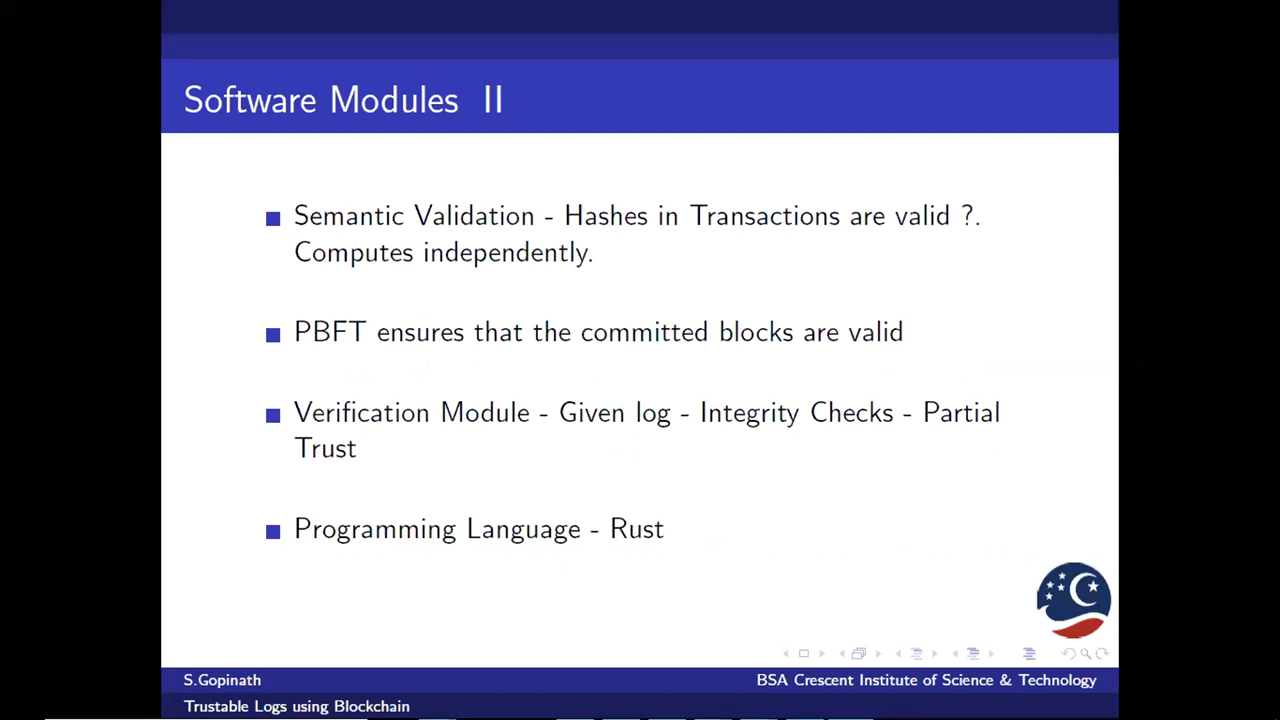 Software Modules II
Semantic Validation - Hashes in Transactions are valid ?.
Computes independently.
PBFT ensures that the committed blocks are valid
Verification Module - Given log - Integrity Checks - Partial
Trust
Programming Language - Rust
S.Gopinath
BSA Crescent Institute of Science & Technology
Trustable Logs using Blockchain